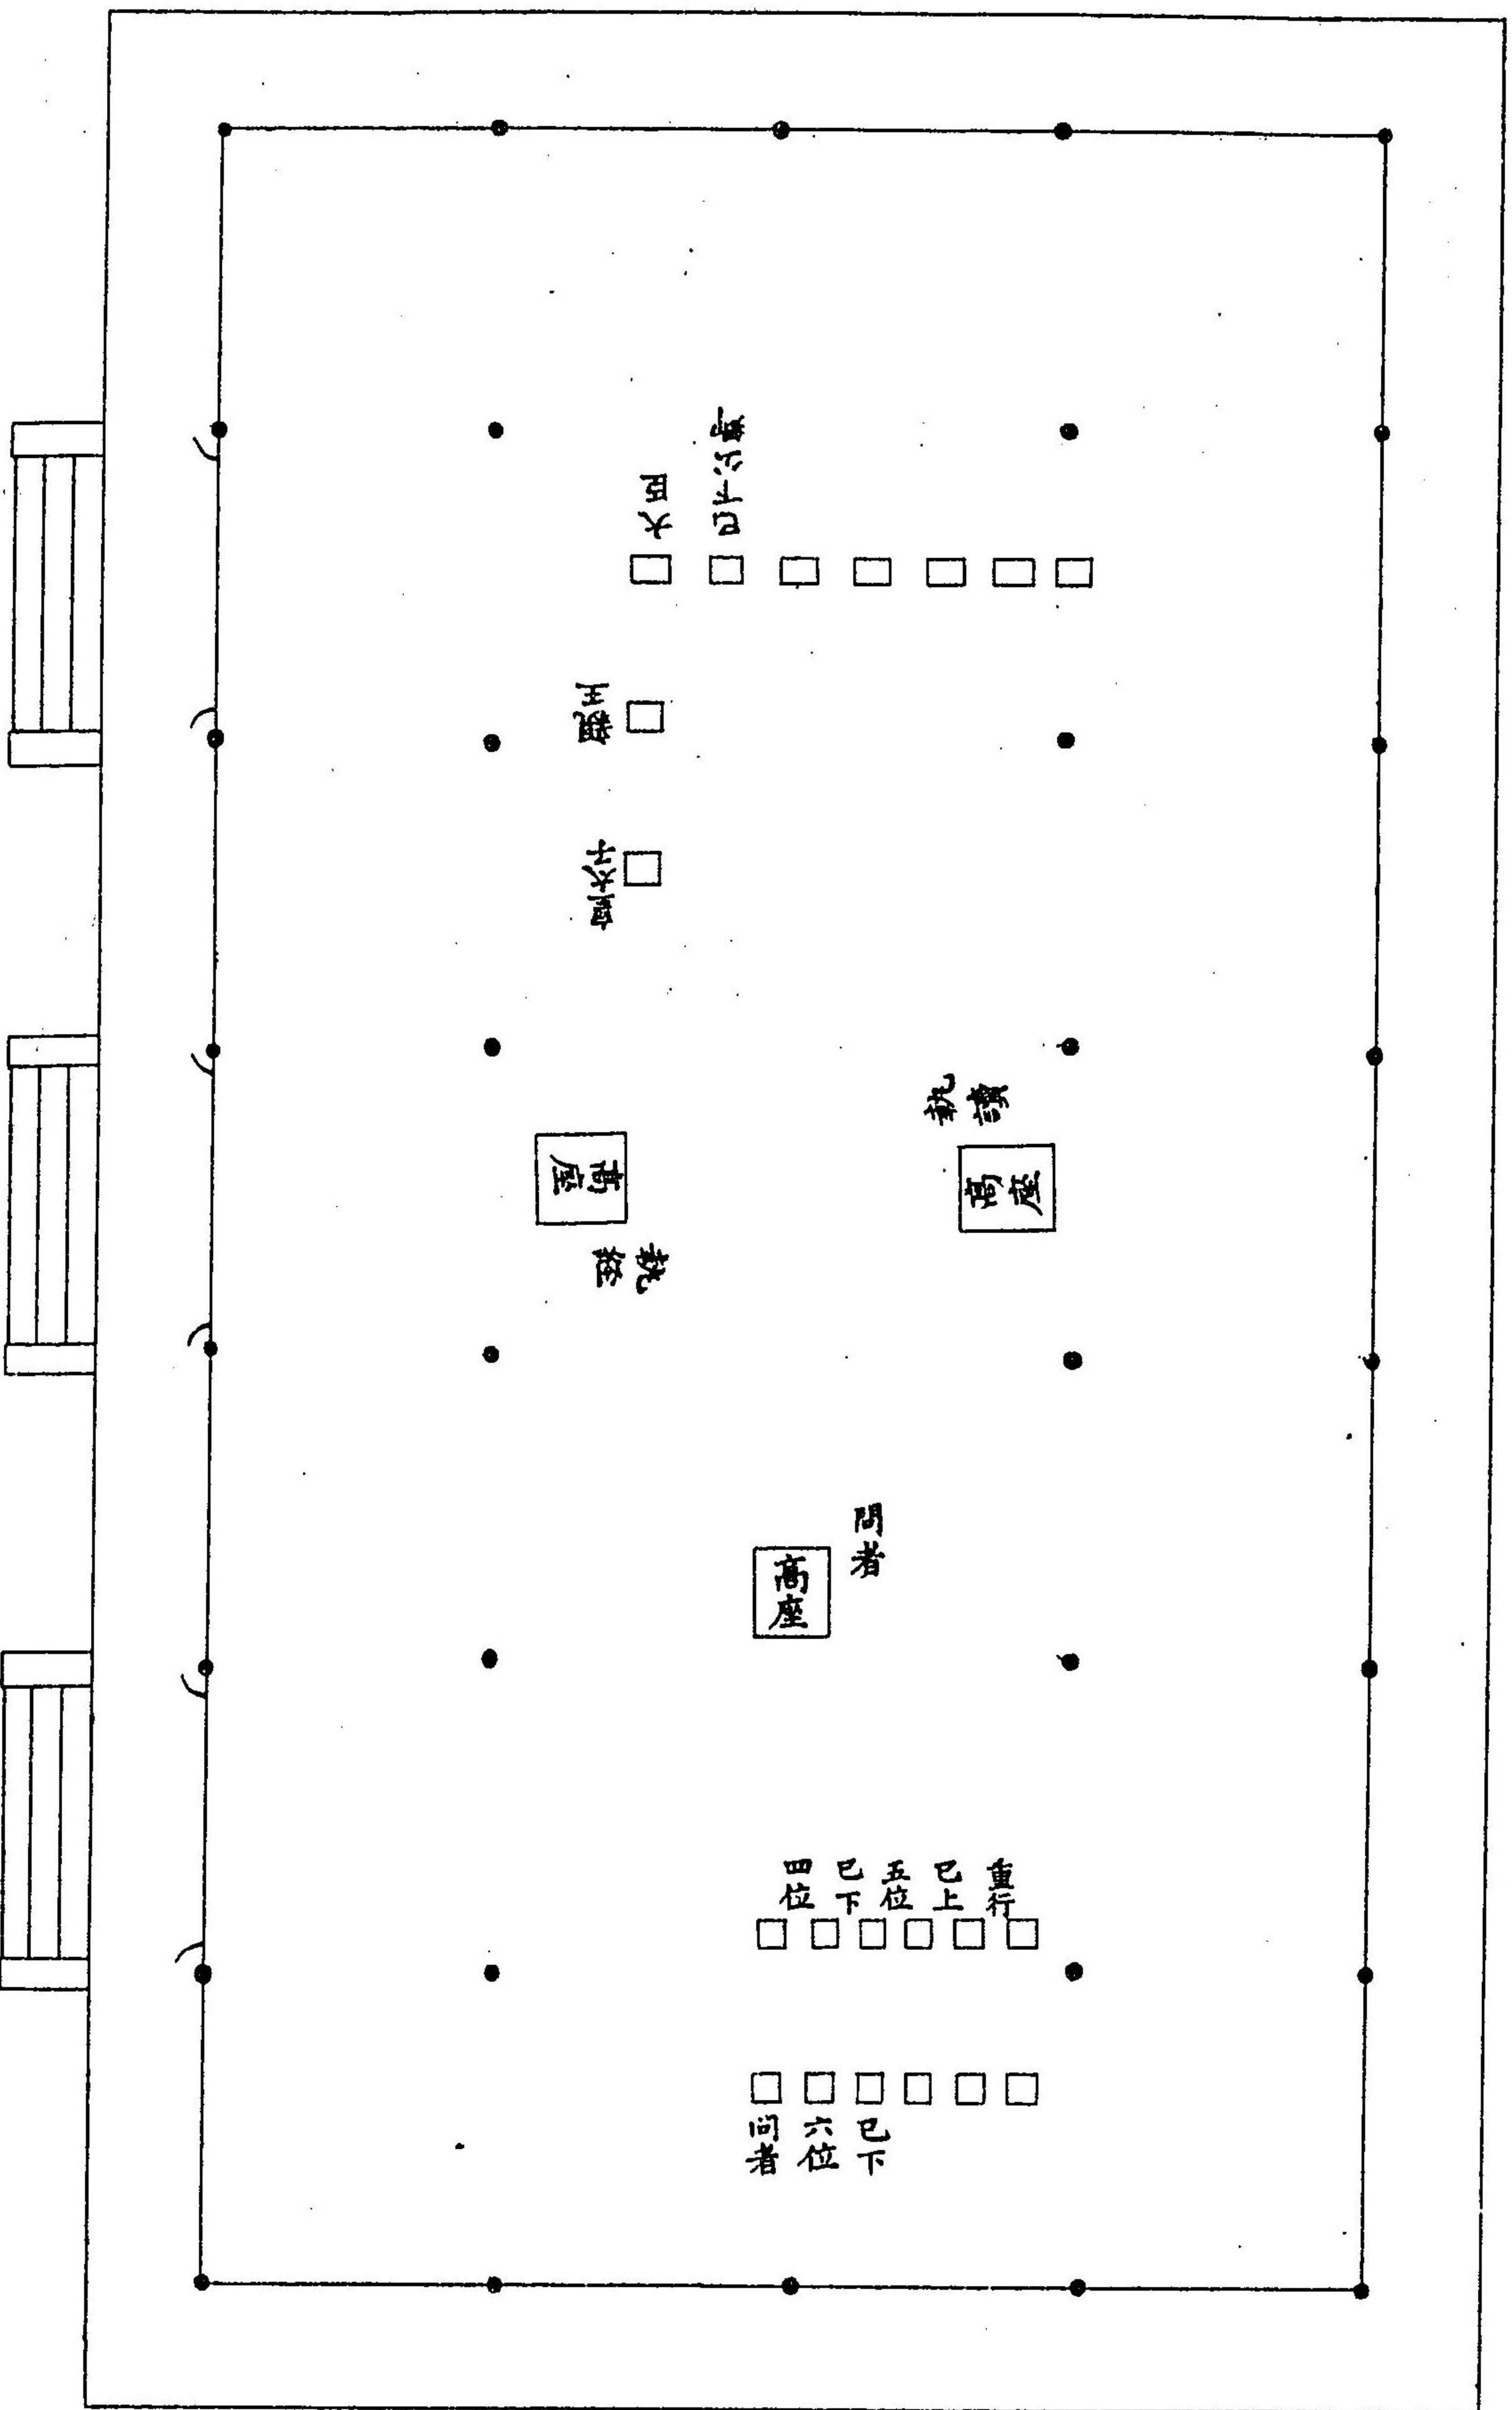 大臣
已下公卿
親王
皇太子
執讀
高座
高座
執經
問者
高座
四位
已下
五位
已上
重行
問者
六位
已下